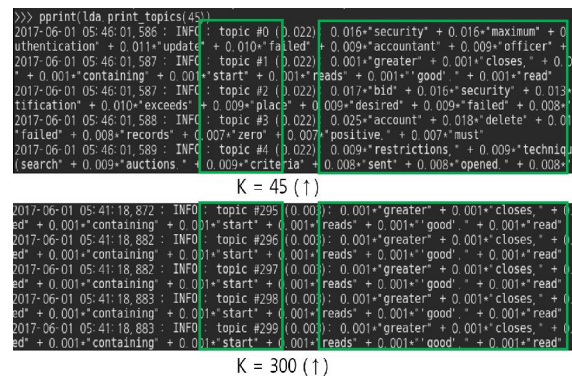 >>> pprint(lda.print_topics(45))
2017-06-01 05:46:01,586 : INFO : topic #0 (0.022): 0.016*"security" + 0.016*"maximum" + 0
uthentication" + 0.011*"update" + 0.010*"failed" + 0.009*"accountant" + 0.009*"officer" +
2017-06-01 05:46:01,587 : INFO : topic #1 (0.022): 0.001*"greater" + 0.001*"closes," + 0.0
" + 0.001*"containing" + 0.001*"start" + 0.001*"reads" + 0.001*"'good'." + 0.001*"read"
2017-06-01 05:46:01,587 : INFO : topic #2 (0.022): 0.017*"bid" + 0.016*"security" + 0.013*
tification" + 0.010*"exceeds" + 0.009*"place" + 0.009*"desired" + 0.009*"failed" + 0.008*"
2017-06-01 05:46:01,588 : INFO : topic #3 (0.022): 0.025*"account" + 0.018*"delete" + 0.01
"failed" + 0.008*"records" + 0.007*"zero" + 0.007*"positive," + 0.007*"must"
2017-06-01 05:46:01,589 : INFO : topic #4 (0.022): 0.009*"restrictions," + 0.009*"techniqu
(search" + 0.009*"auctions." + 0.009*"criteria" + 0.008*"sent" + 0.008*"opened." + 0.008*"
K = 45 (↑)
2017-06-01 05:41:18,872 : INFO : topic #295 (0.003): 0.001*"greater" + 0.001*"closes," + 0
ed" + 0.001*"containing" + 0.001*"start" + 0.001*"reads" + 0.001*"'good'." + 0.001*"read"
2017-06-01 05:41:18,882 : INFO : topic #296 (0.003): 0.001*"greater" + 0.001*"closes," + 0
ed" + 0.001*"containing" + 0.001*"start" + 0.001*"reads" + 0.001*"'good'." + 0.001*"read"
2017-06-01 05:41:18,882 : INFO : topic #297 (0.003): 0.001*"greater" + 0.001*"closes," + 0
ed" + 0.001*"containing" + 0.001*"start" + 0.001*"reads" + 0.001*"'good'." + 0.001*"read"
2017-06-01 05:41:18,883 : INFO : topic #298 (0.003): 0.001*"greater" + 0.001*"closes," + 0
ed" + 0.001*"containing" + 0.001*"start" + 0.001*"reads" + 0.001*"'good'." + 0.001*"read"
2017-06-01 05:41:18,883 : INFO : topic #299 (0.003): 0.001*"greater" + 0.001*"closes," + 0
ed" + 0.001*"containing" + 0.001*"start" + 0.001*"reads" + 0.001*"'good'." + 0.001*"read"
K = 300 (↑)